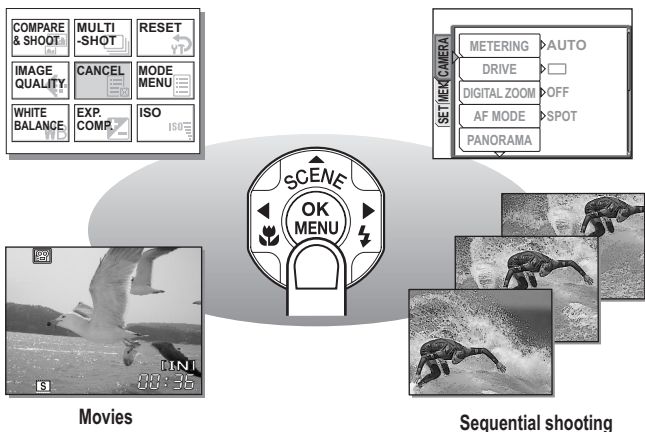 COMPARE
& SHOOT
MULTI
-SHOT
RESET
IMAGE
QUALITY
CANCEL
MODE
MENU
WHITE
BALANCE
WB
EXP.
COMP.
ISO
ISO
METERING
AUTO
DRIVE
DIGITAL ZOOM
OFF
AF MODE
SPOT
PANORAMA
CAMERA
MEM
SET
SCENE
OK
MENU
[IN]
00:36
S
Movies
Sequential shooting